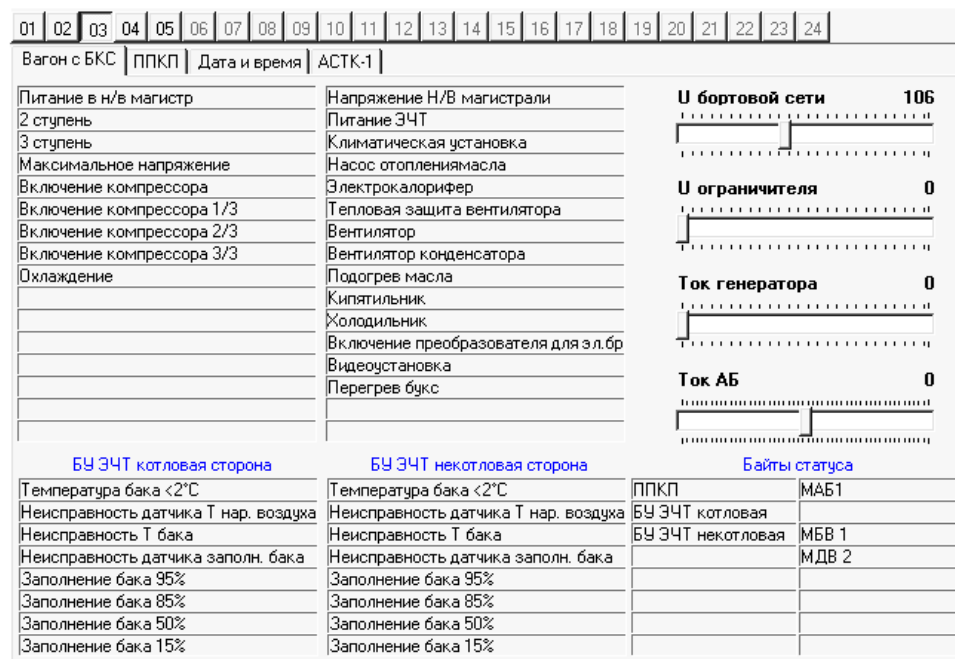 01 02 03 04 05 06 07 08 09 10 11 12 13 14 15 16 17 18 19 20 21 22 23 24
Вагон с БКС ППКП Дата и время АСТК-1
Питание в н/в магистр
2 ступень
3 ступень
Максимальное напряжение
Включение компрессора
Включение компрессора 1/3
Включение компрессора 2/3
Включение компрессора 3/3
Охлаждение
Напряжение Н/В магистрали
Питание ЭЧТ
Климатическая установка
Насос отоплениямасла
Электрокалорифер
Тепловая защита вентилятора
Вентилятор
Вентилятор конденсатора
Подогрев масла
Кипятильник
Холодильник
Включение преобразователя для эл.бр
Видеоустановка
Перегрев букс
U бортовой сети 106
U ограничителя 0
Ток генератора 0
Ток АБ 0
БУ ЭЧТ котловая сторона
Температура бака <2°С
Неисправность датчика Т нар. воздуха
Неисправность Т бака
Неисправность датчика заполн. бака
Заполнение бака 95%
Заполнение бака 85%
Заполнение бака 50%
Заполнение бака 15%
БУ ЭЧТ некотловая сторона
Температура бака <2°С
Неисправность датчика Т нар. воздуха
Неисправность Т бака
Неисправность датчика заполн. бака
Заполнение бака 95%
Заполнение бака 85%
Заполнение бака 50%
Заполнение бака 15%
Байты статуса
ППКП МАБ1
БУ ЭЧТ котловая
БУ ЭЧТ некотловая МБВ 1
МДВ 2